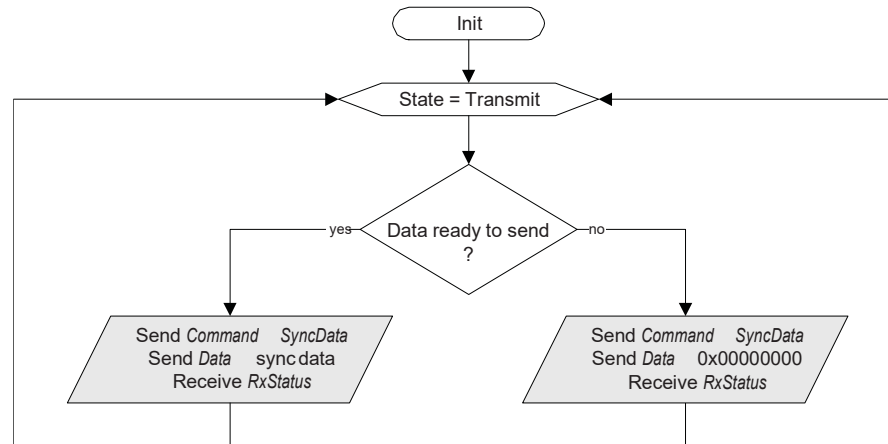 Init
State = Transmit
Data ready to send
?
yes
no
Send Command SyncData
Send Data sync data
Receive RxStatus
Send Command SyncData
Send Data 0x00000000
Receive RxStatus